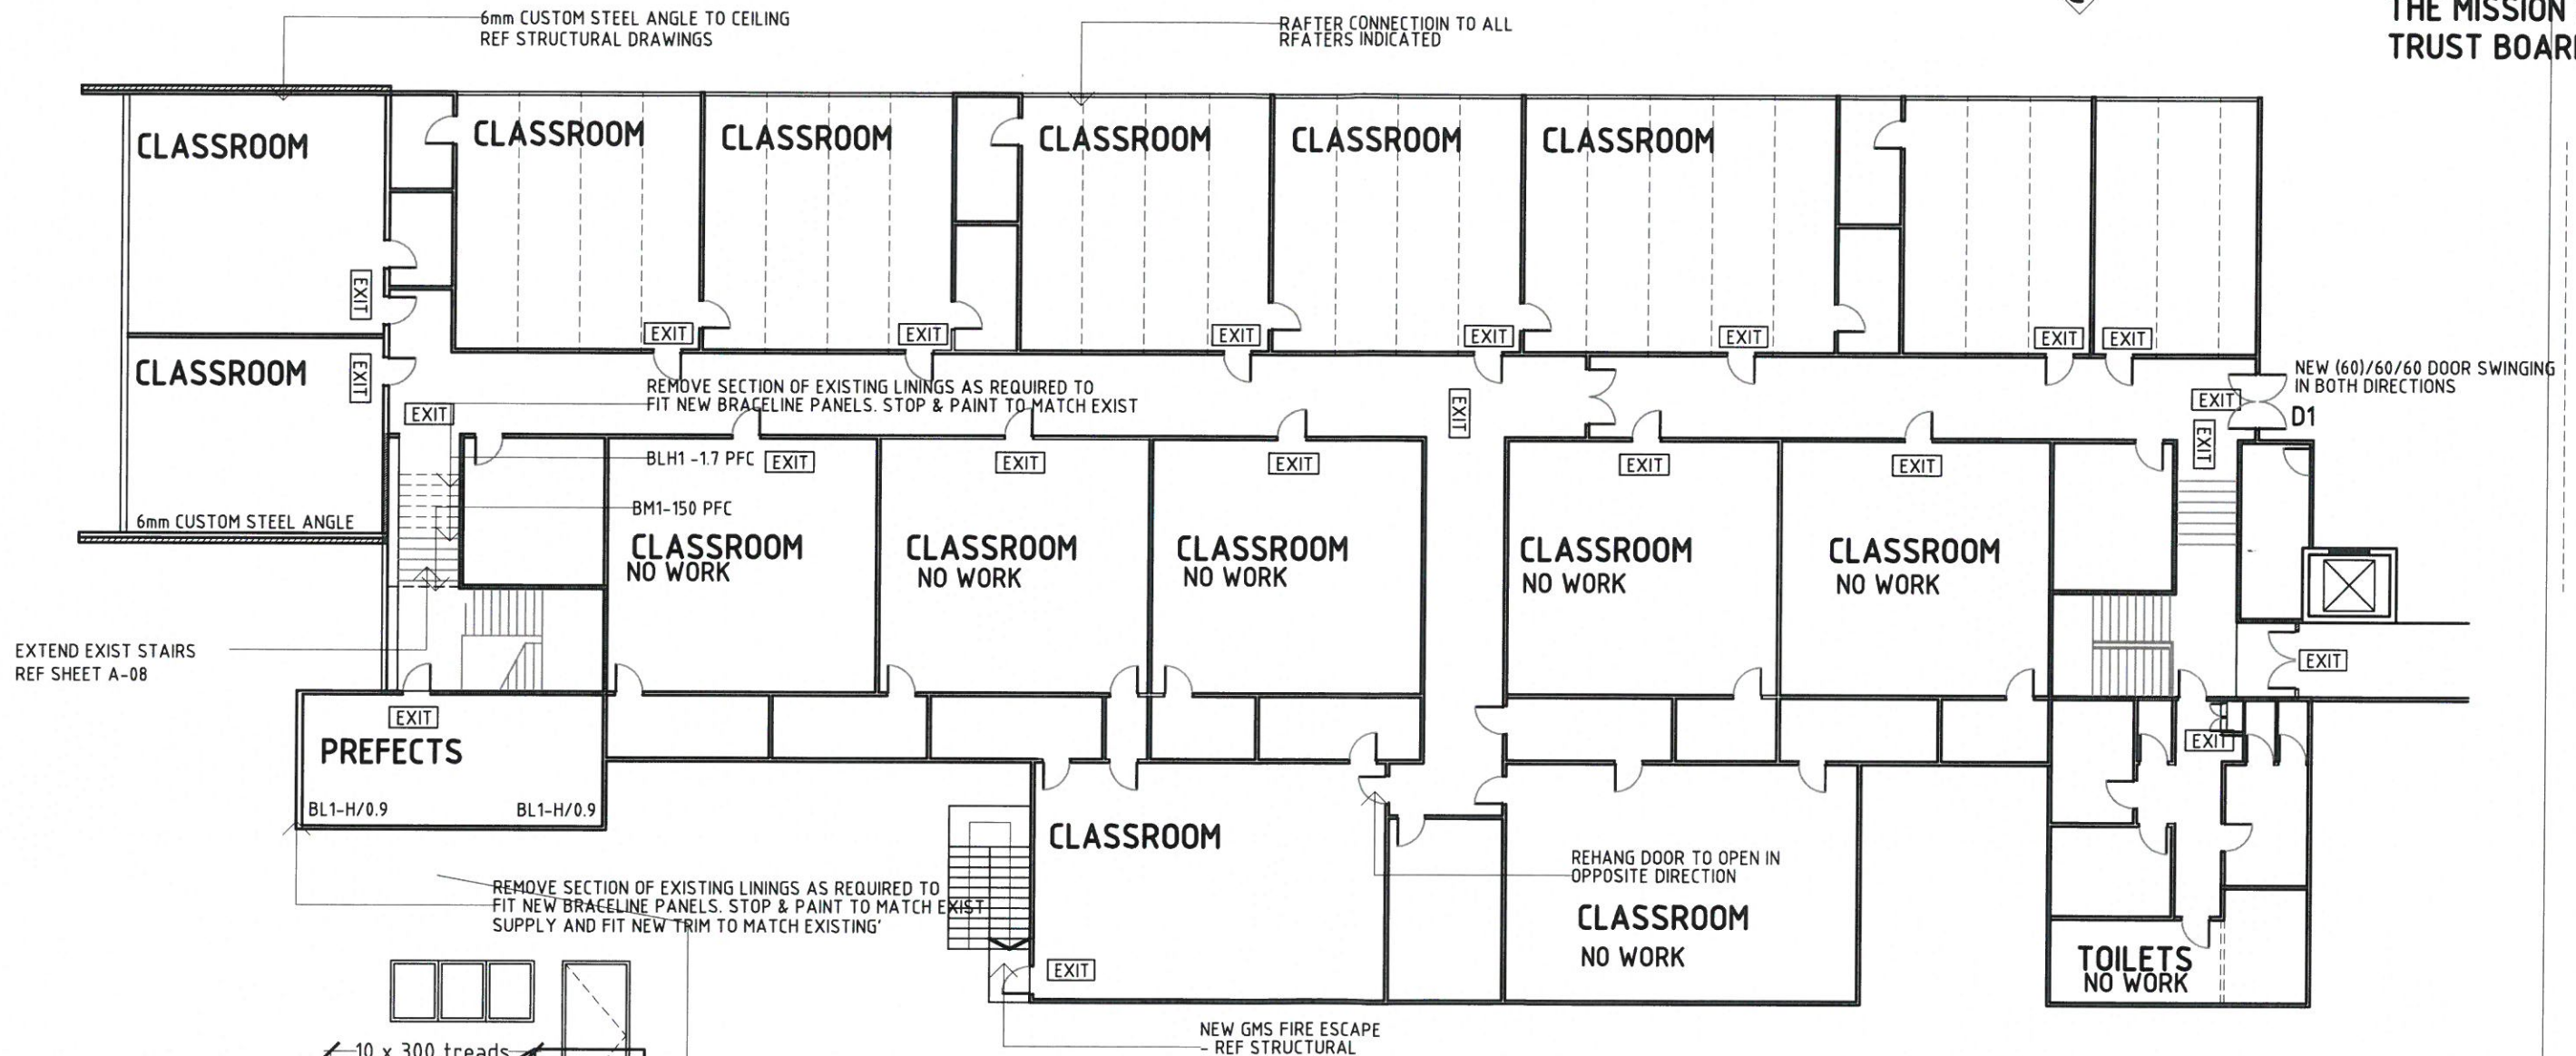 6mm CUSTOM STEEL ANGLE TO CEILING
REF STRUCTURAL DRAWINGS
RAFTER CONNECTIOIN TO ALL
RFATERS INDICATED
THE MISSION
TRUST BOAR
CLASSROOM
CLASSROOM
CLASSROOM
CLASSROOM
CLASSROOM
CLASSROOM
EXIT
EXIT
EXIT
EXIT
EXIT
EXIT
EXIT
EXIT
CLASSROOM
EXIT
EXIT
REMOVE SECTION OF EXISTING LININGS AS REQUIRED TO
FIT NEW BRACELINE PANELS. STOP & PAINT TO MATCH EXIST
EXIT
NEW (60)/60/60 DOOR SWINGING
IN BOTH DIRECTIONS
EXIT
D1
EXIT
BLH1 -1.7 PFC
EXIT
EXIT
EXIT
EXIT
EXIT
BM1-150 PFC
6mm CUSTOM STEEL ANGLE
CLASSROOM
NO WORK
CLASSROOM
NO WORK
CLASSROOM
NO WORK
CLASSROOM
NO WORK
CLASSROOM
NO WORK
EXTEND EXIST STAIRS
REF SHEET A-08
EXIT
EXIT
PREFECTS
EXIT
BL1-H/0.9
BL1-H/0.9
CLASSROOM
REHANG DOOR TO OPEN IN
OPPOSITE DIRECTION
REMOVE SECTION OF EXISTING LININGS AS REQUIRED TO
FIT NEW BRACELINE PANELS. STOP & PAINT TO MATCH EXIST
SUPPLY AND FIT NEW TRIM TO MATCH EXISTING'
CLASSROOM
NO WORK
EXIT
TOILETS
NO WORK
NEW GMS FIRE ESCAPE
- REF STRUCTURAL
10 x 300 treads